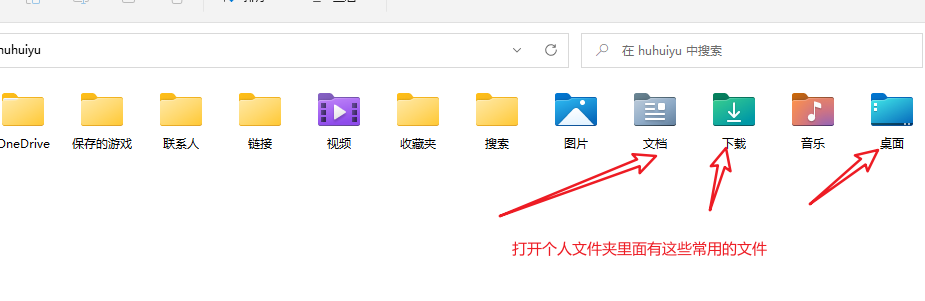 huhuiyu
在 huhuiyu 中搜索
OneDrive
保存的游戏
联系人
链接
视频
收藏夹
搜索
图片
文档
下载
音乐
桌面
打开个人文件夹里面有这些常用的文件